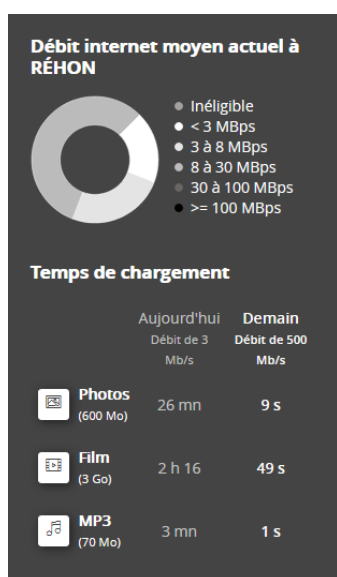 Débit internet moyen actuel à
RÉHON
Inéligible
< 3 MBps
3 à 8 MBps
8 à 30 MBps
30 à 100 MBps
>= 100 MBps
Temps de chargement
Aujourd'hui Demain
Débit de 3 Débit de 500
Mb/s Mb/s
Photos
(600 Mo) 26 mn 9 s
Film
(3 Go) 2 h 16 49 s
MP3
(70 Mo) 3 mn 1 s